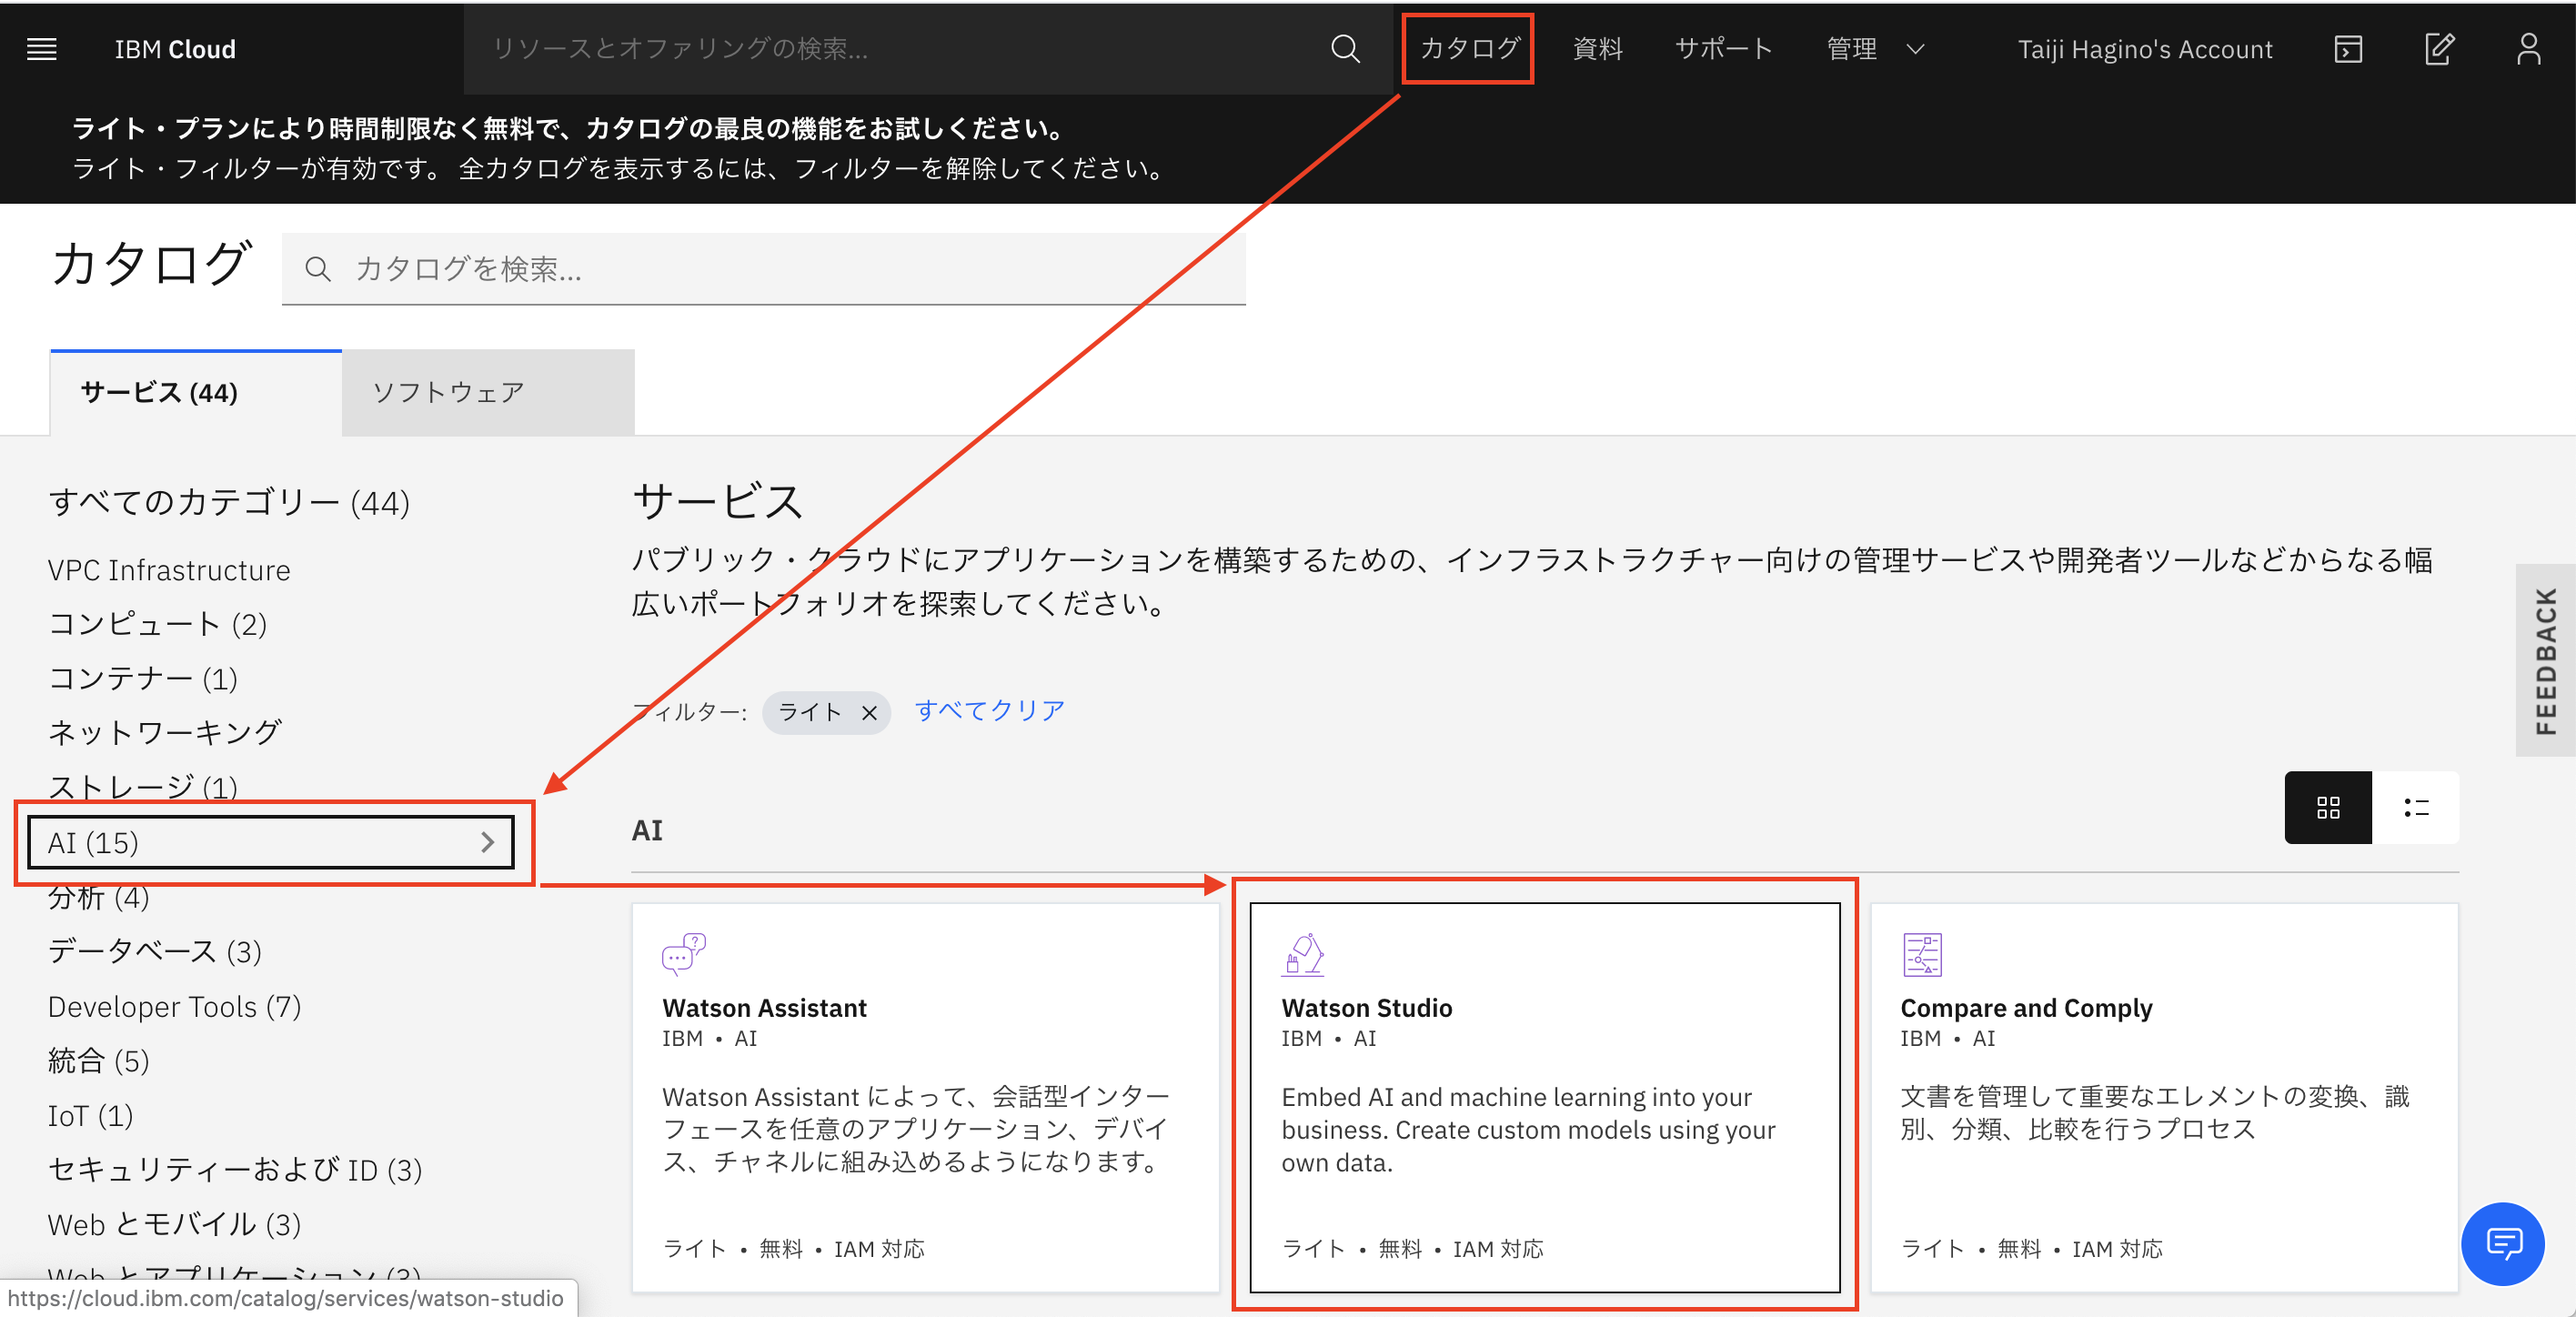 IBM Cloud
リソースとオファリングの検索...
カタログ
資料
サポート
管理
Taiji Hagino's Account
ライト・プランにより時間制限なく無料で、カタログの最良の機能をお試しください。
ライト・フィルターが有効です。 全カタログを表示するには、フィルターを解除してください。
カタログ
カタログを検索...
サービス (44)
ソフトウェア
すべてのカテゴリー (44)
VPC Infrastructure
コンピュート (2)
コンテナー (1)
ネットワーキング
ストレージ (1)
AI (15)
分析 (4)
データベース (3)
Developer Tools (7)
統合 (5)
IoT (1)
セキュリティーおよび ID (3)
Web とモバイル (3)
Web とアプリケーション (3)
https://cloud.ibm.com/catalog/services/watson-studio
サービス
パブリック・クラウドにアプリケーションを構築するための、インフラストラクチャー向けの管理サービスや開発者ツールなどからなる幅
広いポートフォリオを探索してください。
フィルター:
ライト
すべてクリア
AI
Watson Assistant
IBM • AI
Watson Assistant によって、会話型インター
フェースを任意のアプリケーション、デバイ
ス、チャネルに組み込めるようになります。
ライト • 無料 • IAM 対応
Watson Studio
IBM • AI
Embed AI and machine learning into your
business. Create custom models using your
own data.
ライト • 無料 • IAM 対応
Compare and Comply
IBM • AI
文書を管理して重要なエレメントの変換、識
別、分類、比較を行うプロセス
ライト • 無料 • IAM 対応
FEEDBACK